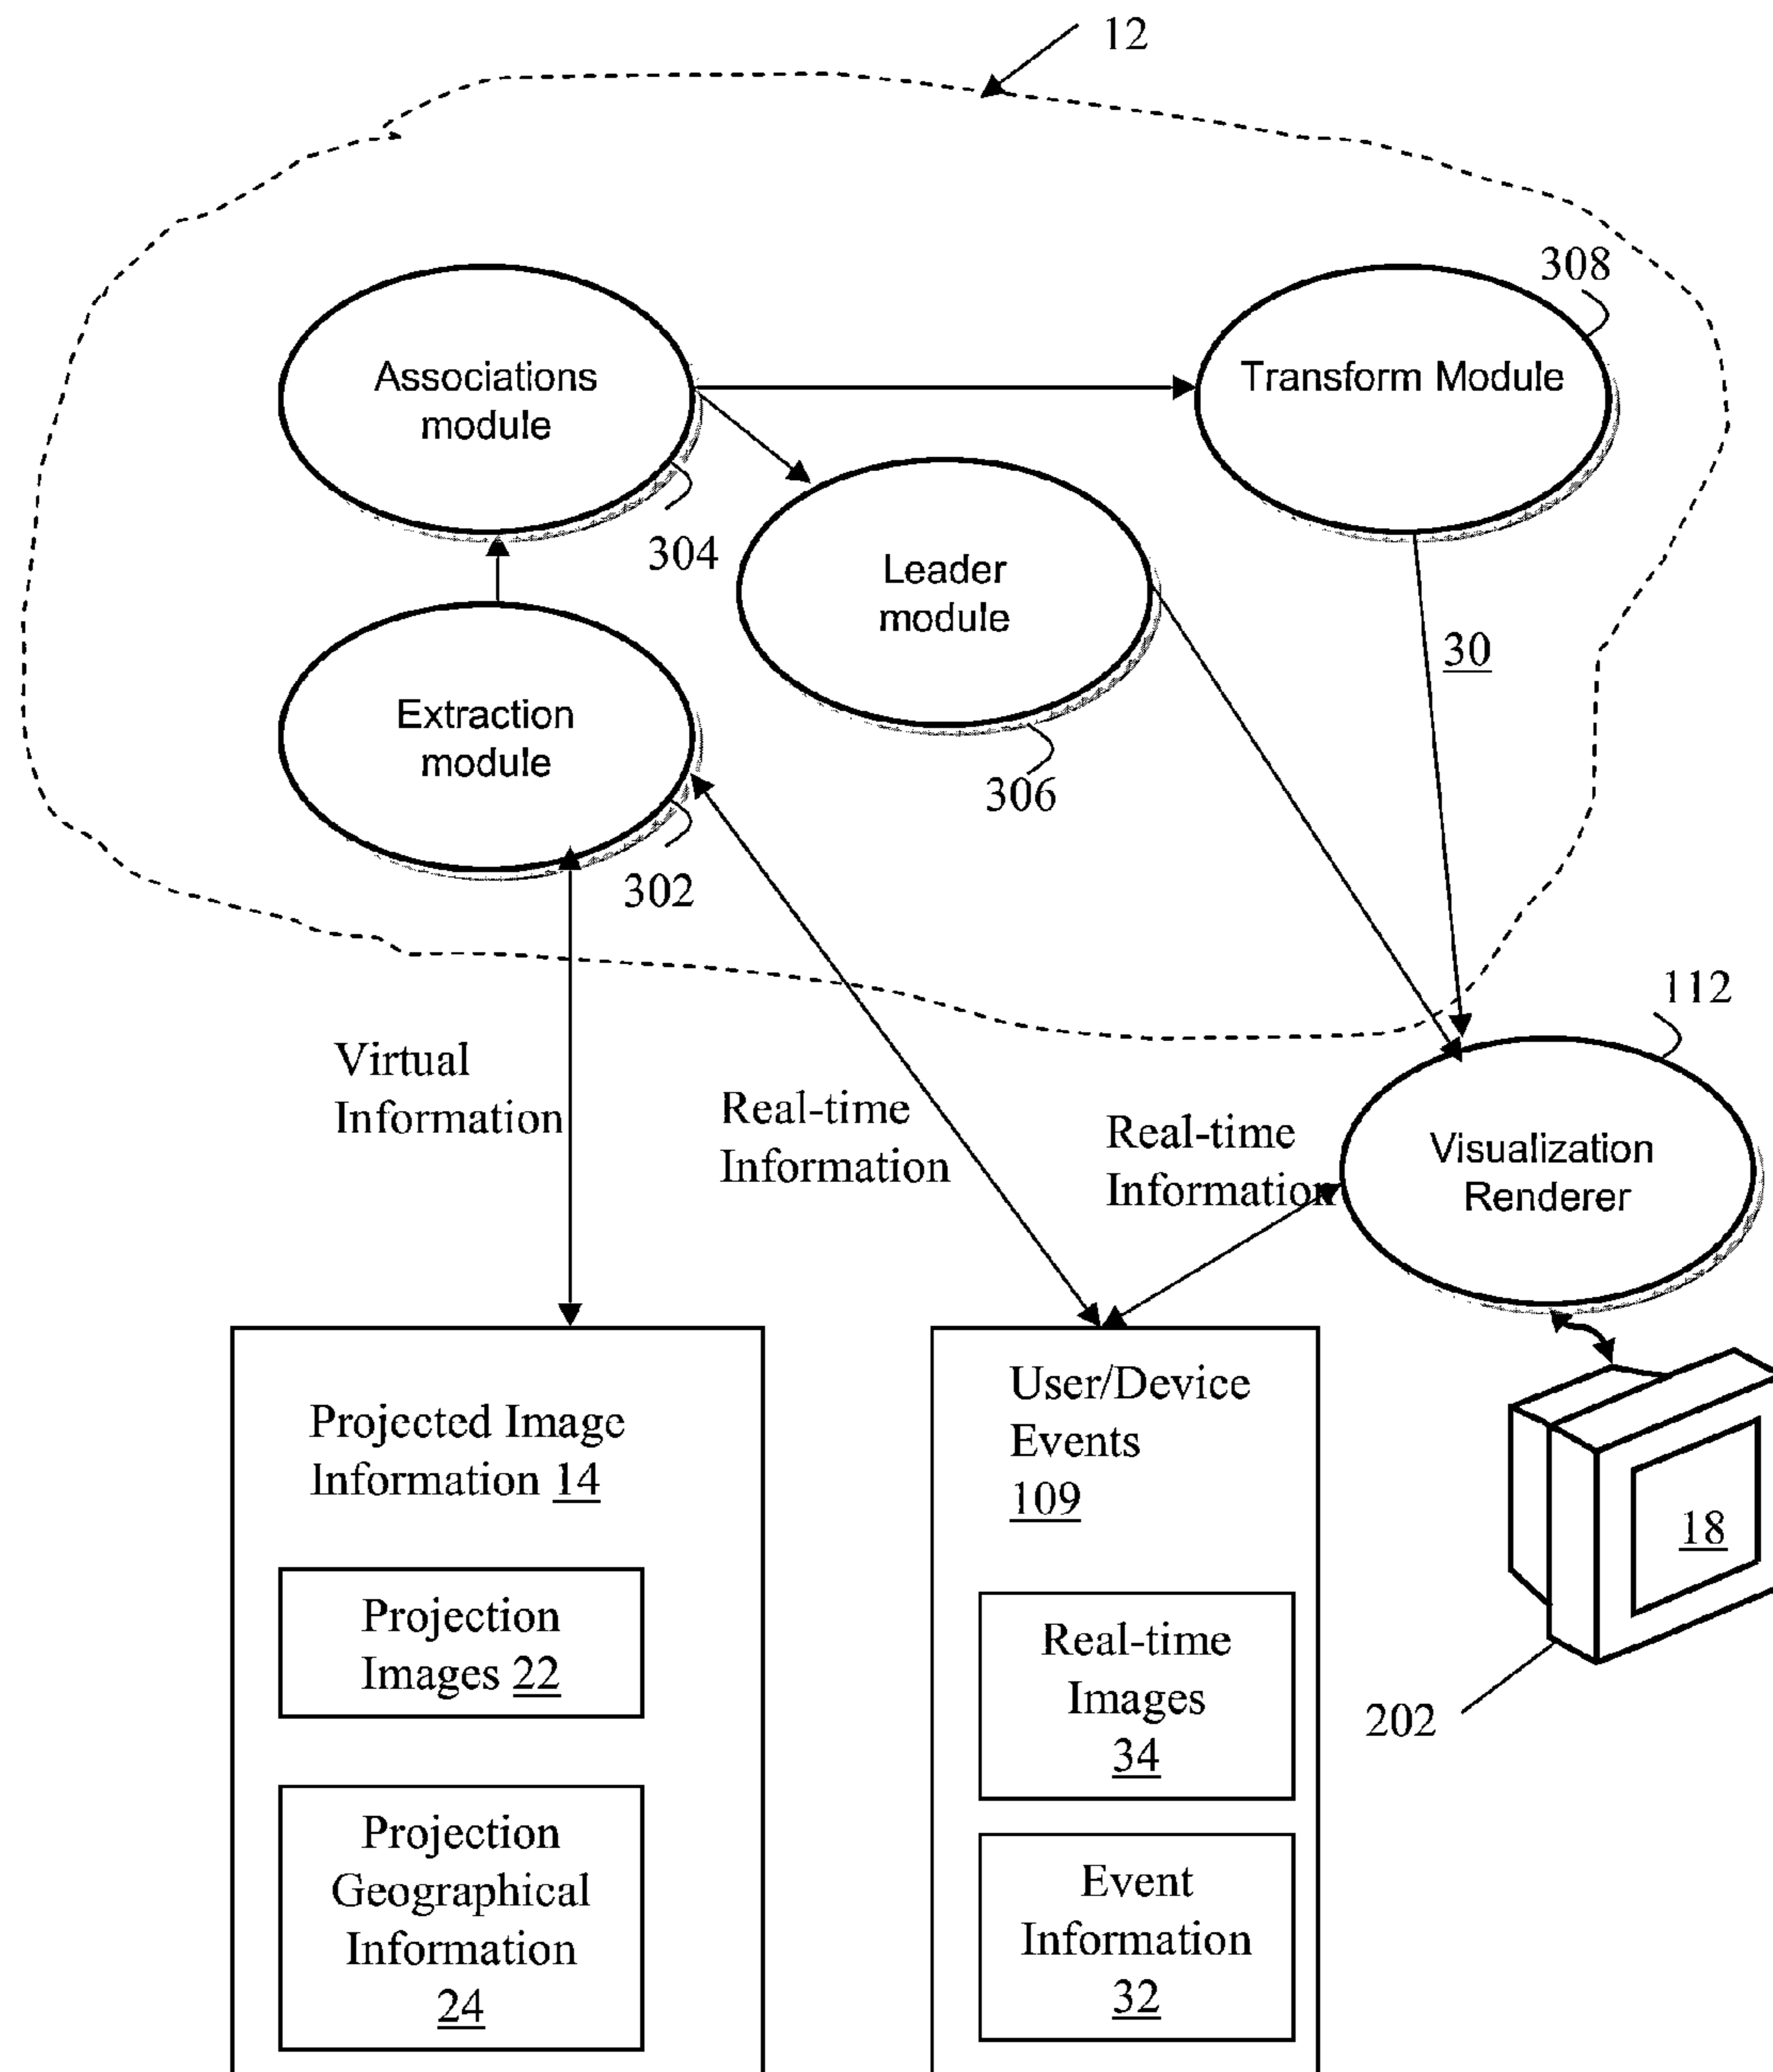 12
308
Associations
module
Transform Module
304
Leader
module
30
Extraction
module
306
302
112
Virtual
Information
Real-time
Information
Real-time
Information
Visualization
Renderer
Projected Image
Information 14
User/Device
Events
109
18
Projection
Images 22
Real-time
Images
34
202
Projection
Geographical
Information
24
Event
Information
32